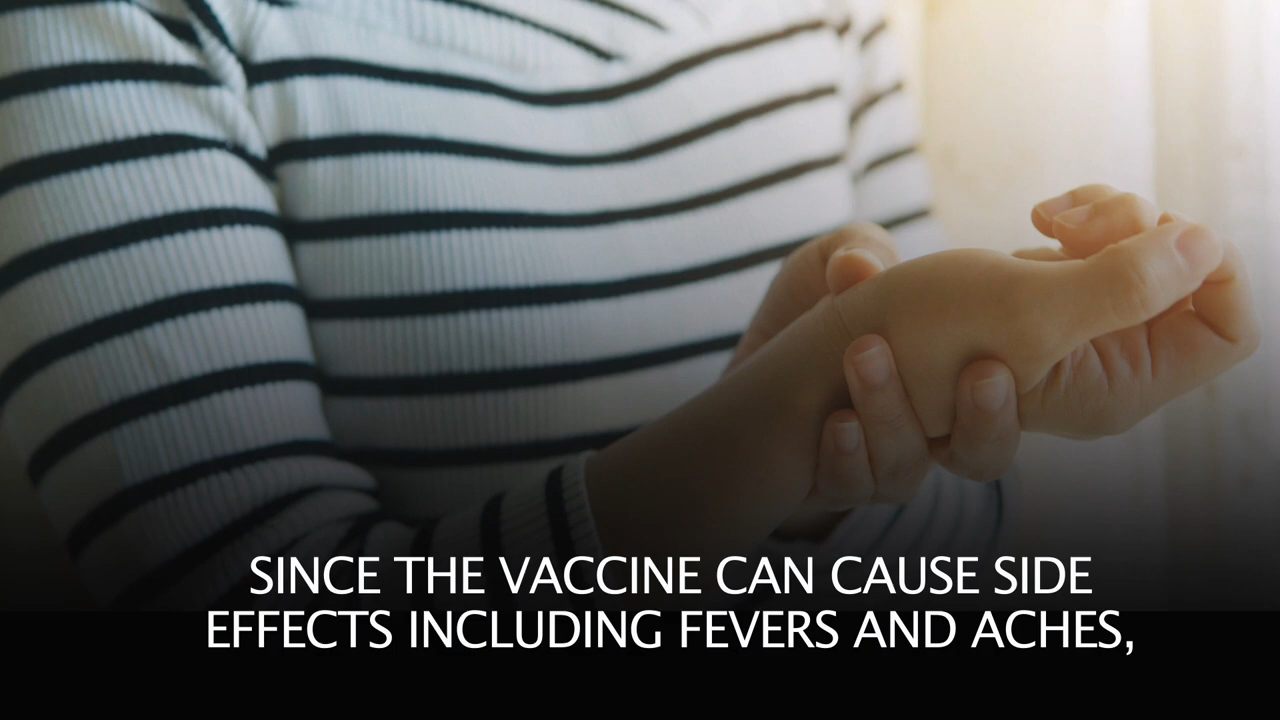 SINCE THE VACCINE CAN CAUSE SIDE
EFFECTS INCLUDING FEVERS AND ACHES,